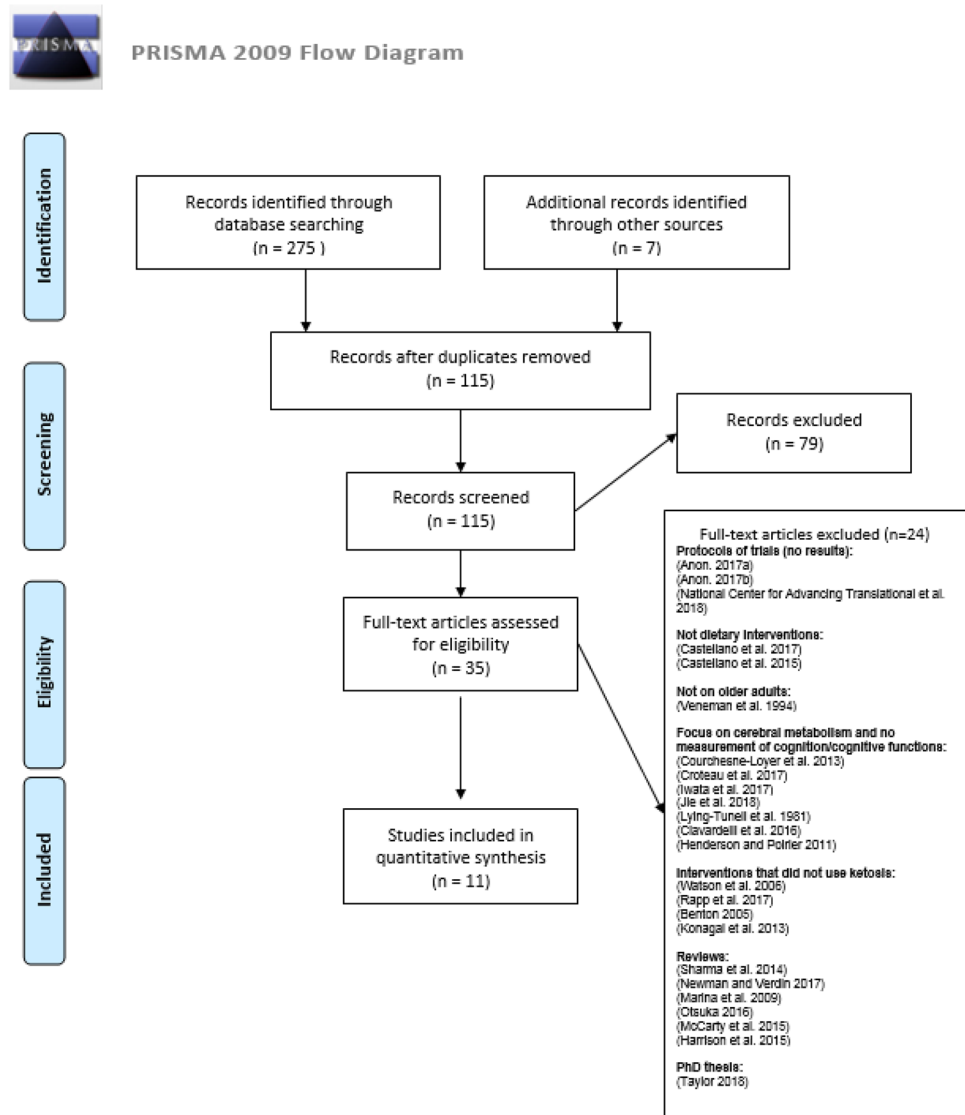 PRISMA
PRISMA 2009 Flow Diagram
Identification
Records identified through
database searching
(n = 275 )
Additional records identified
through other sources
(n = 7)
Records after duplicates removed
(n = 115)
Screening
Records excluded
(n = 79)
Records screened
(n = 115)
Full-text articles excluded (n=24)
Protocols of trials (no results):
(Anon. 2017a)
(Anon. 2017b)
(National Center for Advancing Translational et al.
2018)
Not dietary interventions:
(Castellano et al. 2017)
(Castellano et al. 2015)
Not on older adults:
(Veneman et al. 1994)
Focus on cerebral metabolism and no
measurement of cognition/cognitive functions:
(Courchesne-Loyer et al. 2013)
(Croteau et al. 2017)
(Iwata et al. 2017)
(Jie et al. 2018)
(Lying-Tunell et al. 1981)
(Ciavardelli et al. 2016)
(Henderson and Poirier 2011)
Interventions that did not use ketosis:
(Watson et al. 2006)
(Rapp et al. 2017)
(Benton 2005)
(Konagai et al. 2013)
Reviews:
(Sharma et al. 2014)
(Newman and Verdin 2017)
(Marina et al. 2009)
(Otsuka 2016)
(McCarty et al. 2015)
(Harrison et al. 2015)
PhD thesis:
(Taylor 2018)
Eligibility
Full-text articles assessed
for eligibility
(n = 35)
Included
Studies included in
quantitative synthesis
(n = 11)